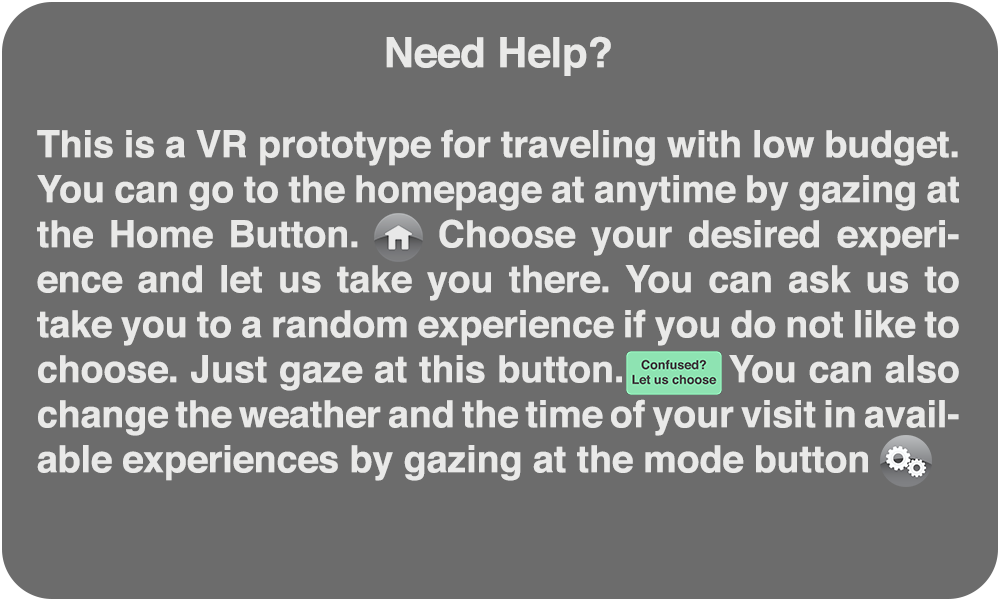 Need Help?
This is a VR prototype for traveling with low budget.
You can go to the homepage at anytime by gazing at
the Home Button. Choose your desired experi-
ence and let us take you there. You can ask us to
take you to a random experience if you do not like to
choose. Just gaze at this button. Confused? Let us choose You can also
change the weather and the time of your visit in avail-
able experiences by gazing at the mode button